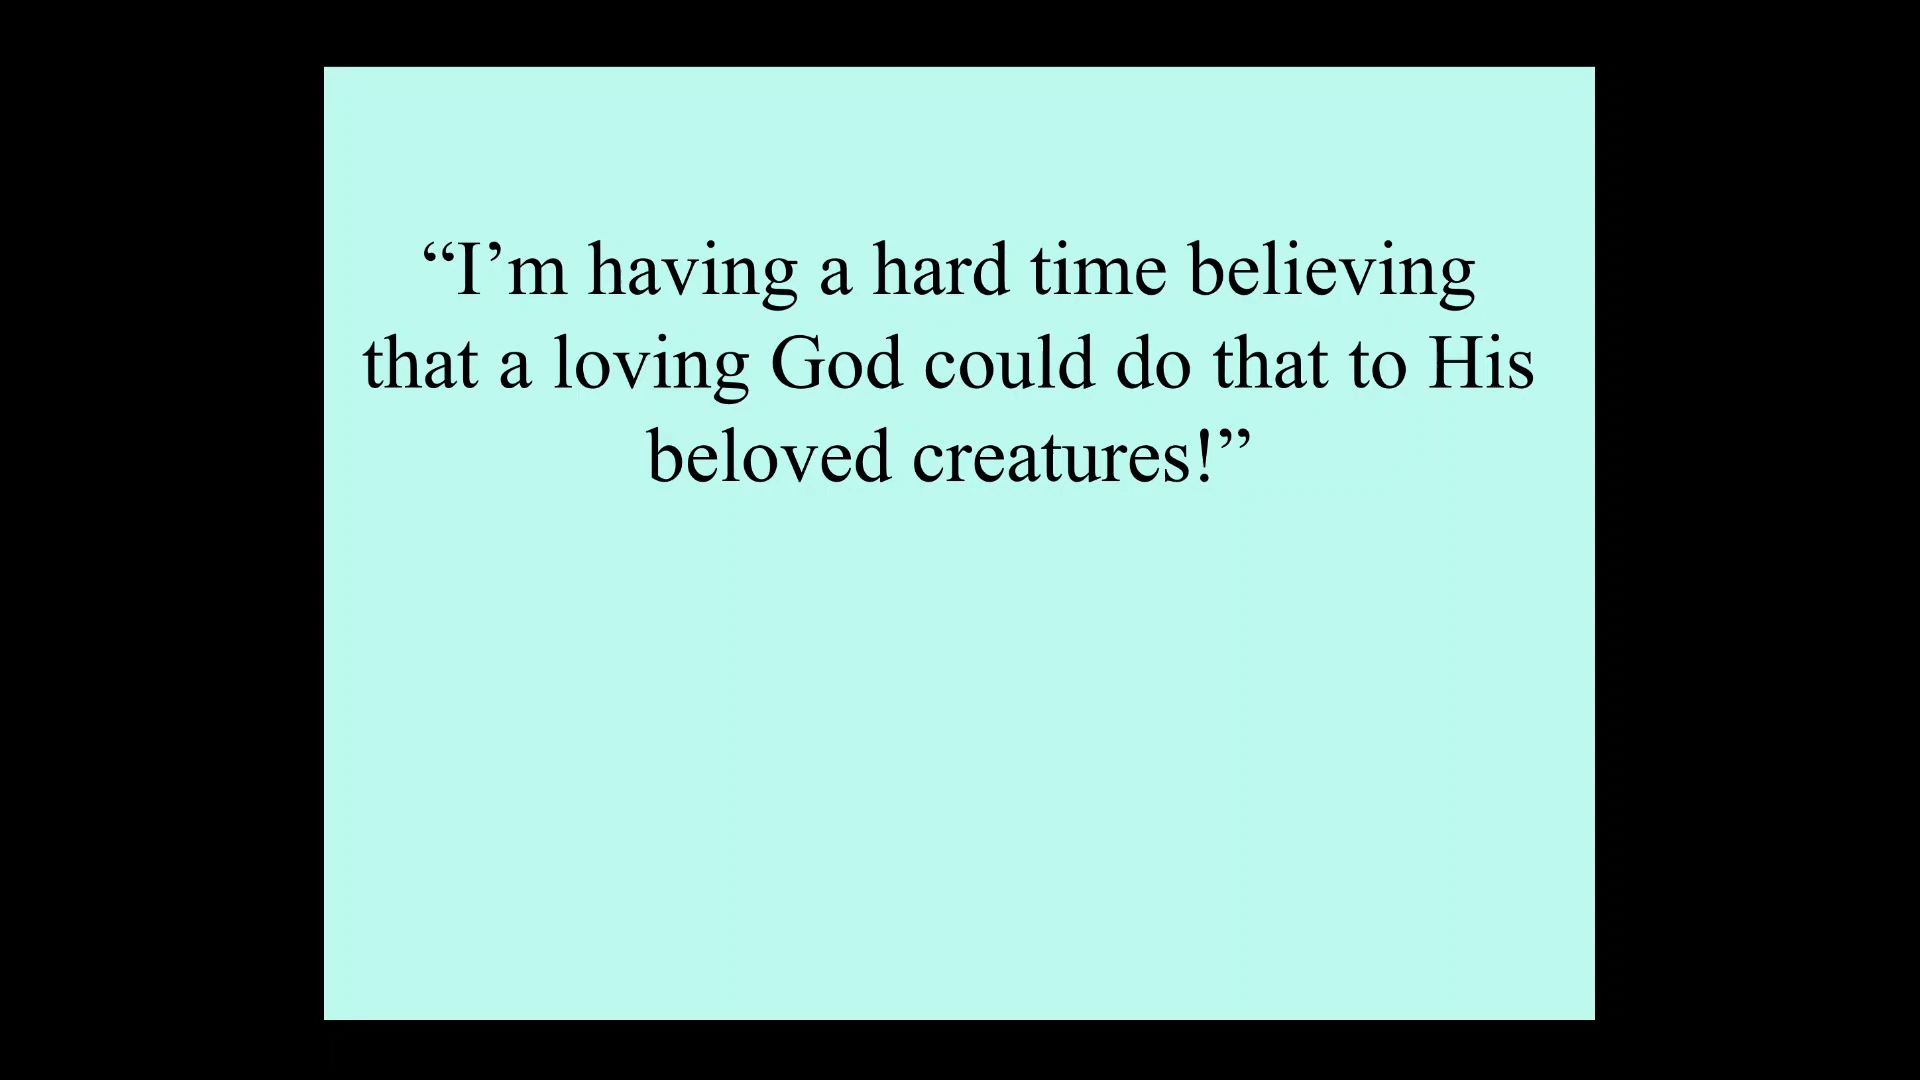 “I’m having a hard time believing
that a loving God could do that to His
beloved creatures!”